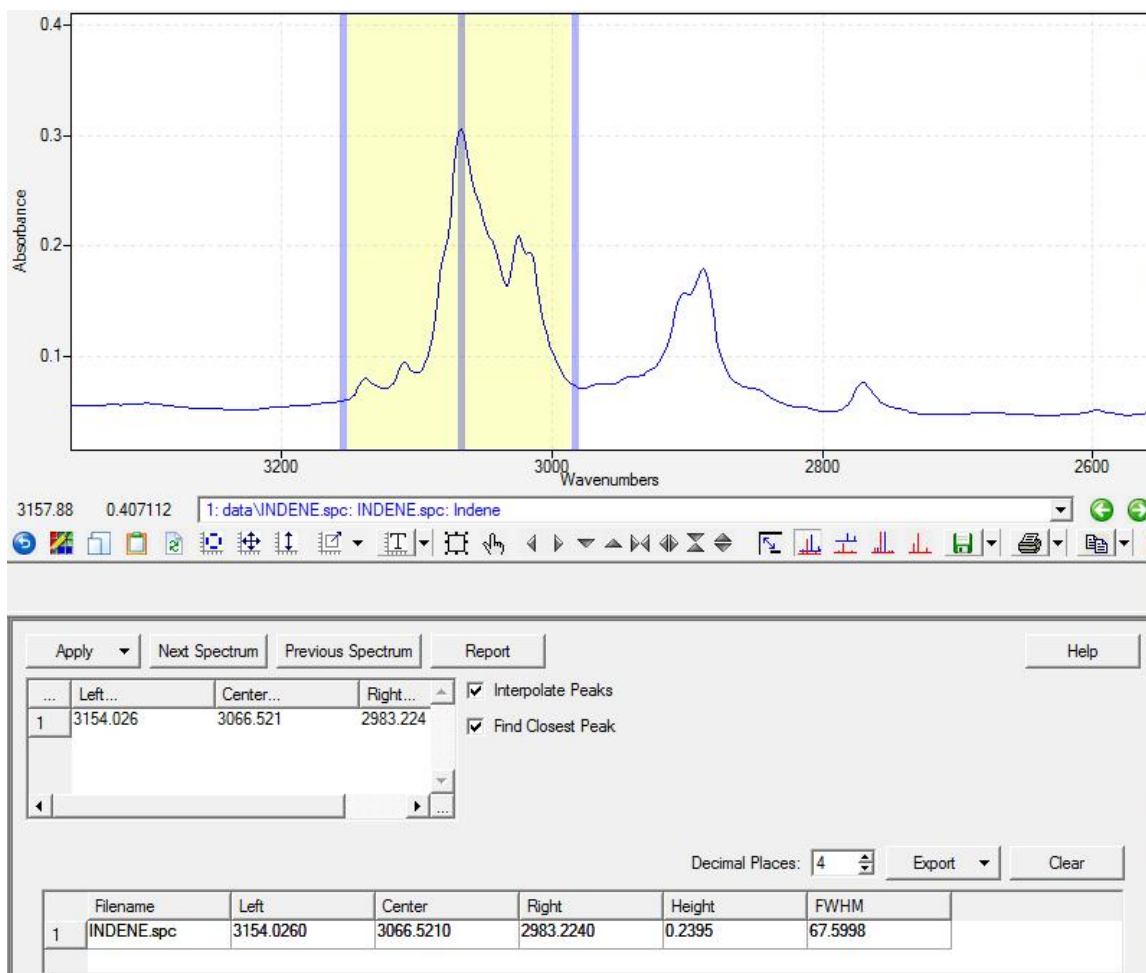 0.4
0.3
0.2
0.1
Absorbance
3200 3000 2800 2600
Wavenumbers
3157.88 0.407112 1: data\INDENE.spc: INDENE.spc: Indene
T
Apply Next Spectrum Previous Spectrum Report Help
... Left... Center... Right...
1 3154.026 3066.521 2983.224
Interpolate Peaks
Find Closest Peak
...
Decimal Places: 4 Export Clear
Filename Left Center Right Height FWHM
1 INDENE.spc 3154.0260 3066.5210 2983.2240 0.2395 67.5998